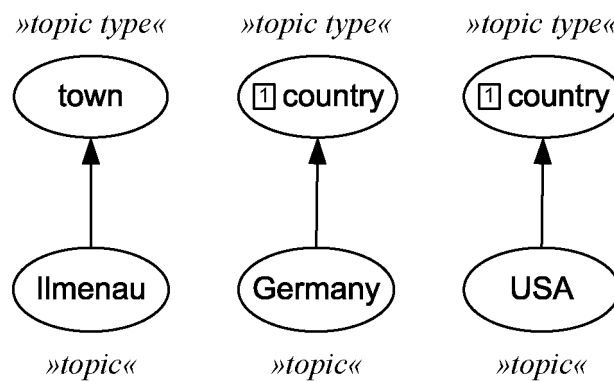 »topic type« »topic type« »topic type«
town 1 country 1 country
Ilmenau Germany USA
»topic« »topic« »topic«